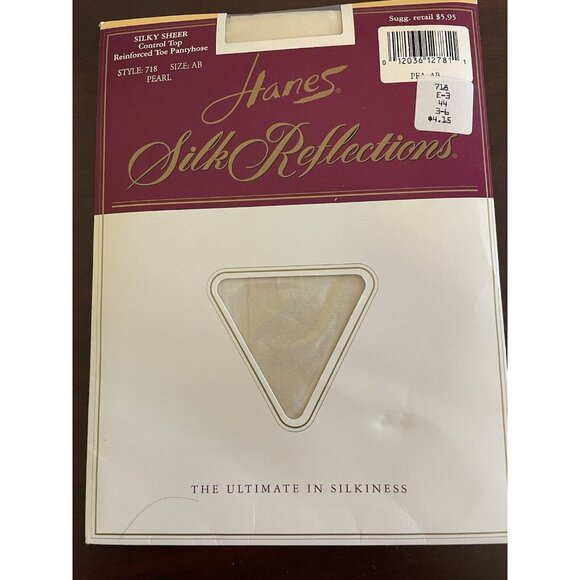 SILKY SHEER
Control Top
Reinforced Toe Pantyhose
STYLE: 718 SIZE: AB
PEARL
Sugg. retail $5.95
0 12036 12781 1
718
E-3
44
3-6
$4.15
Hanes®
Silk Reflections®
THE ULTIMATE IN SILKINESS